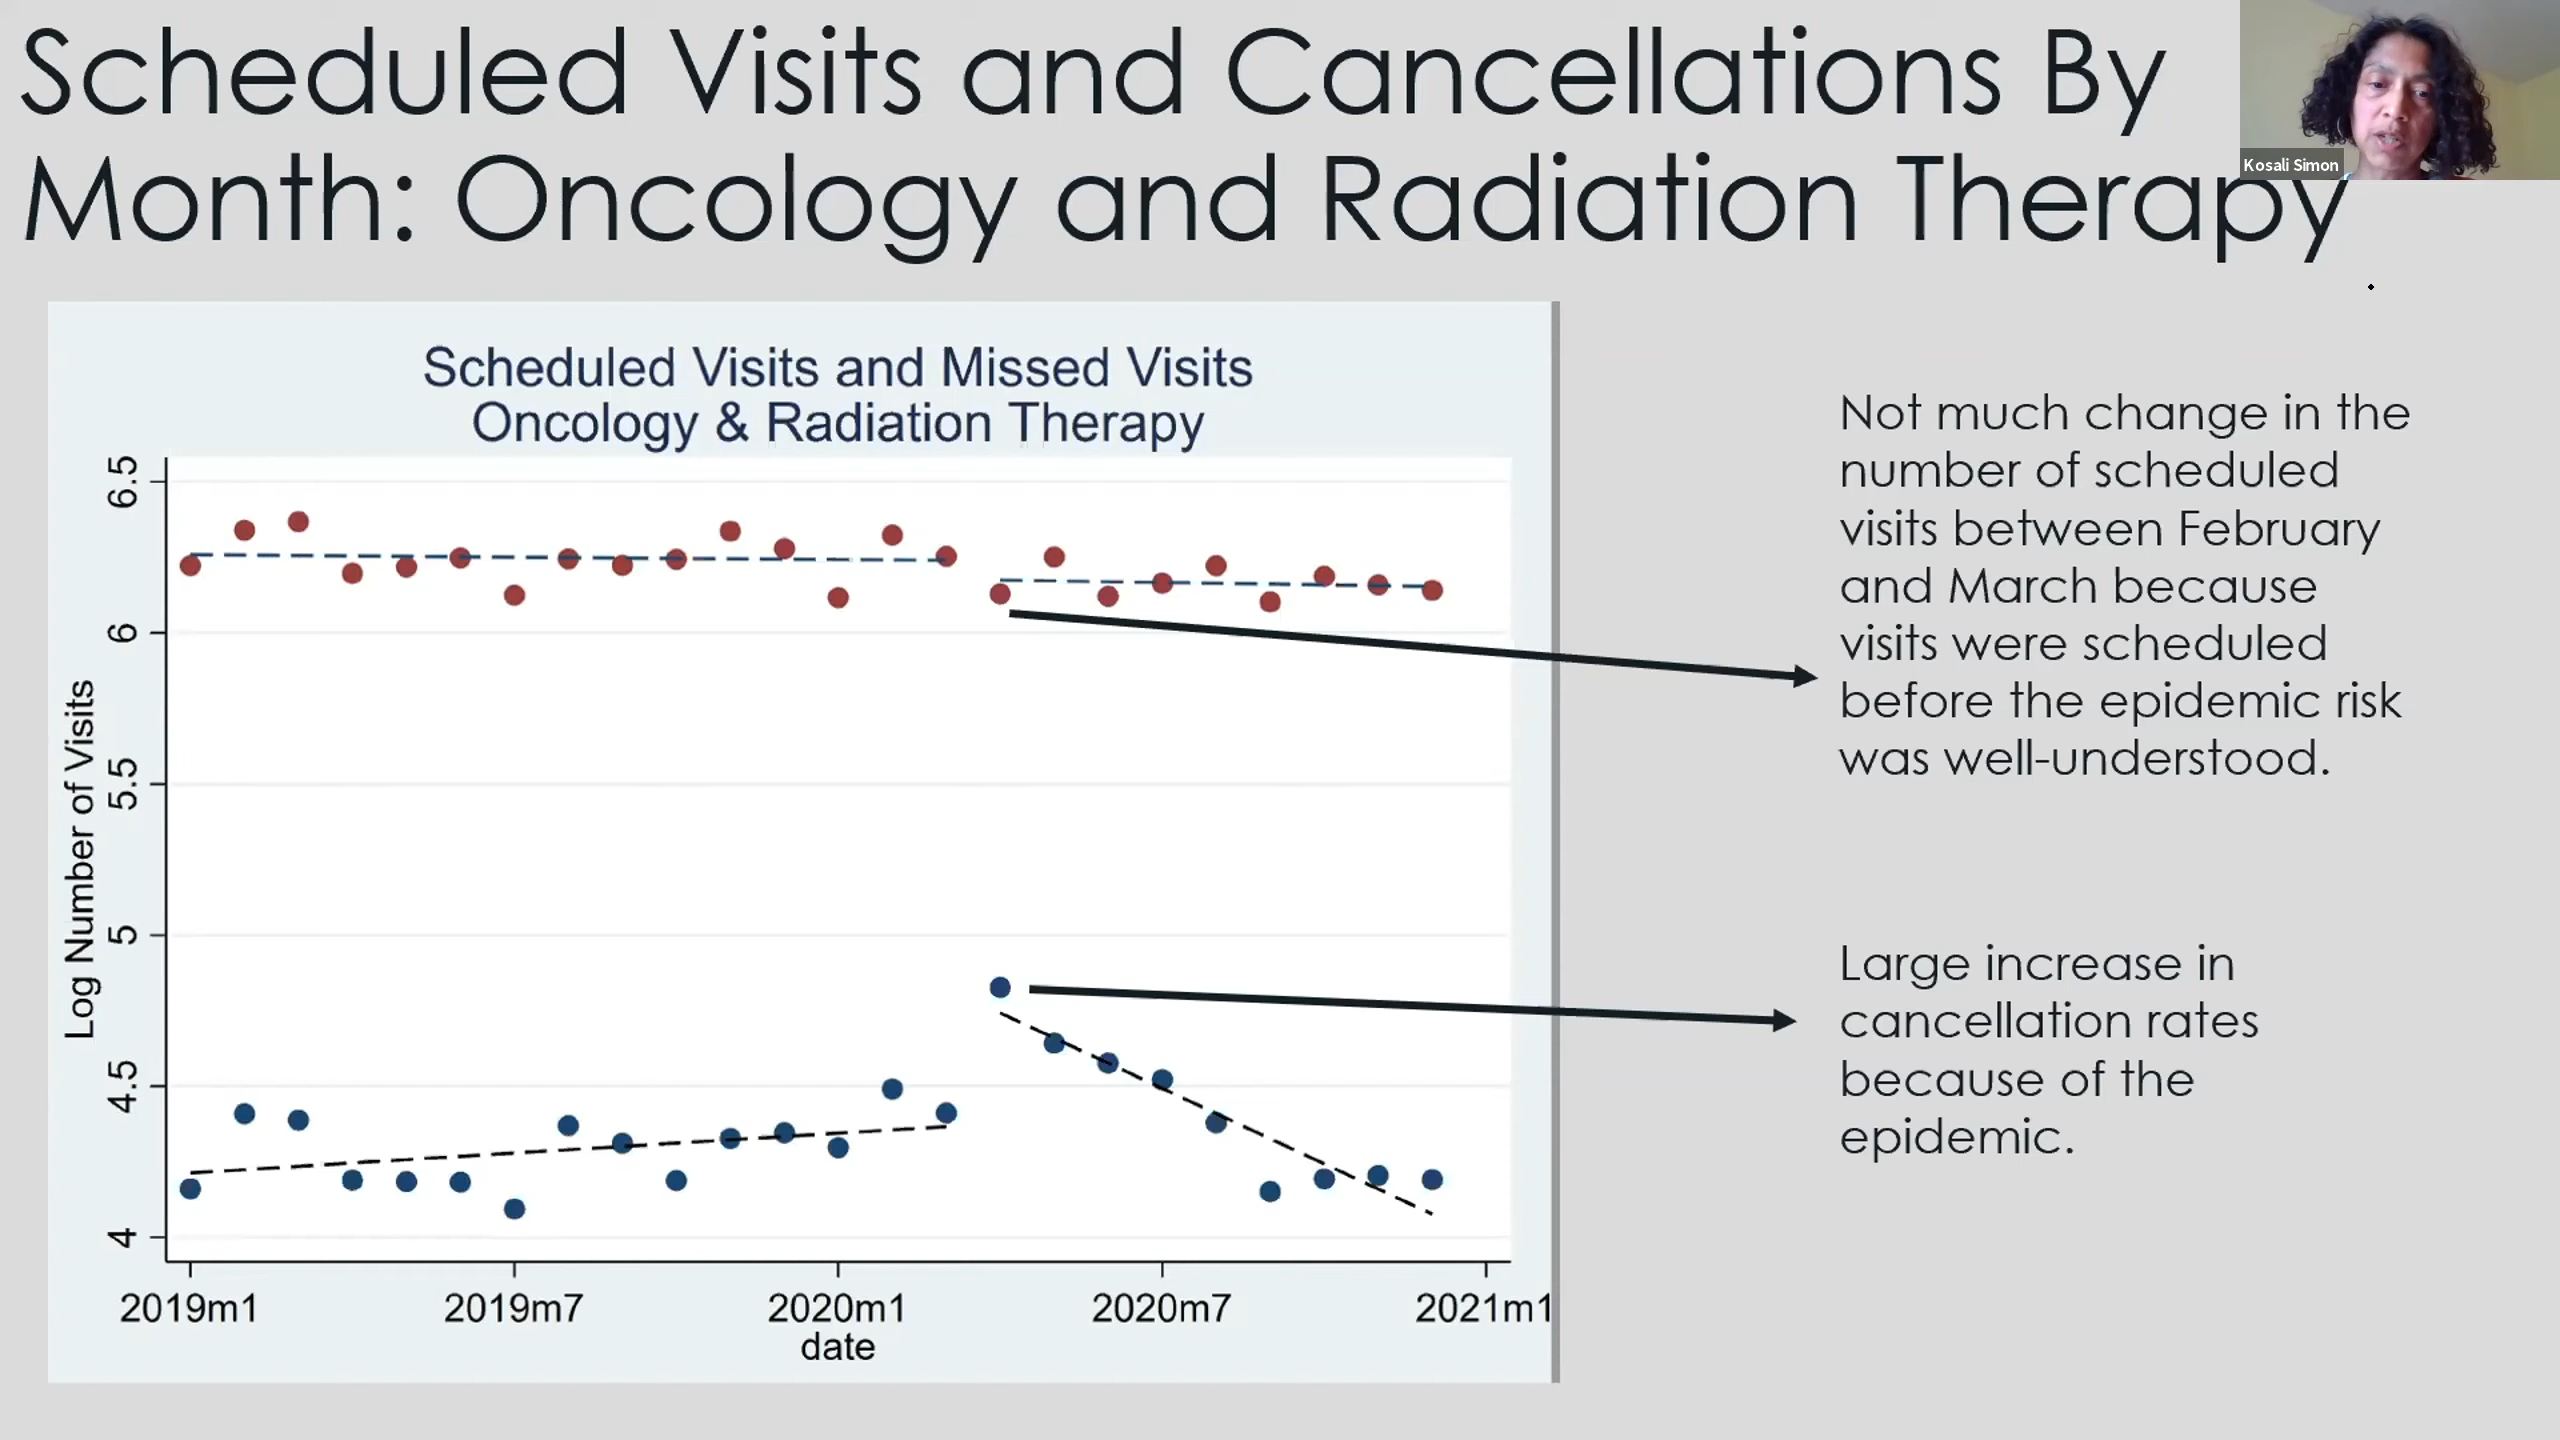 Scheduled Visits and Cancellations By
Month: Oncology and Radiation Therapy
Kosali Simon
Scheduled Visits and Missed Visits
Oncology & Radiation Therapy
Log Number of Visits
6.5
6
5.5
5
4.5
4
2019m1 2019m7 2020m1 2020m7 2021m1
date
Not much change in the
number of scheduled
visits between February
and March because
visits were scheduled
before the epidemic risk
was well-understood.
Large increase in
cancellation rates
because of the
epidemic.